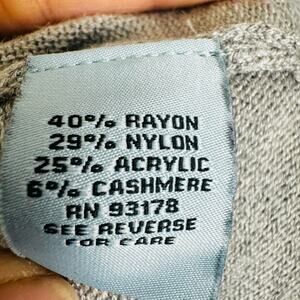 40% RAYON
29% NYLON
25% ACRYLIC
6% CASHMERE
RN 93178
SEE REVERSE
FOR CARE